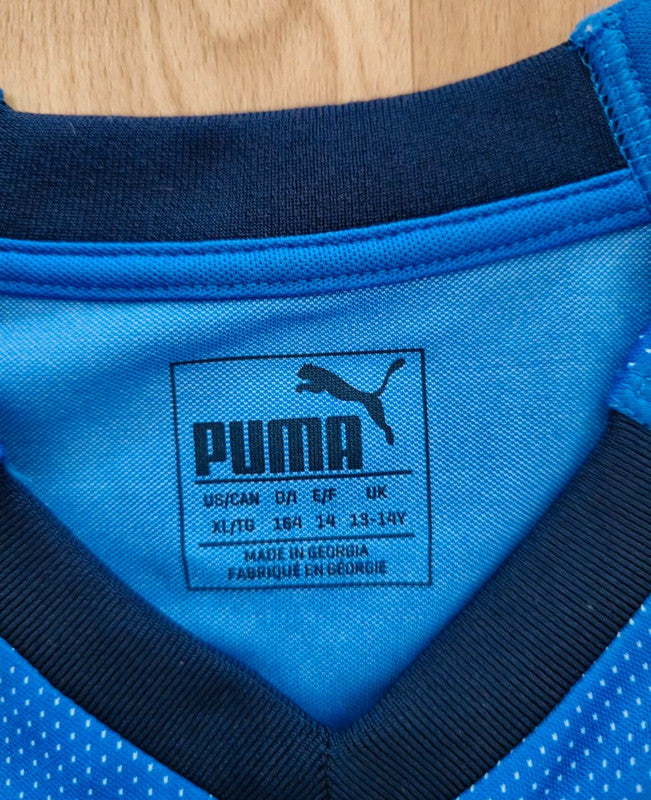 PUMA
US/CAN D/I E/F UK
XL/TG 164 14 13-14Y
MADE IN GEORGIA
FABRIQUÉ EN GÉORGIE